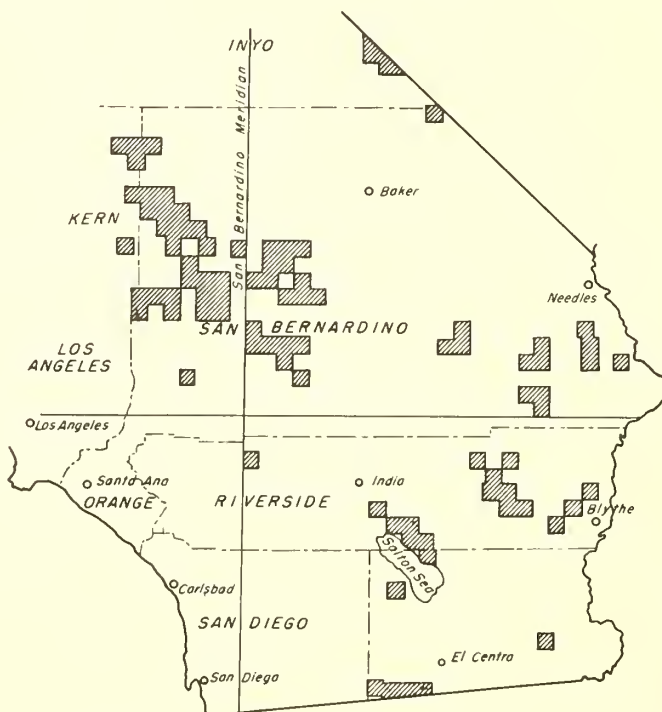 INYO
San Bernardino Meridian
Baker
KERN
Needles
SAN BERNARDINO
LOS
ANGELES
Los Angeles
Santa Ana
ORANGE
RIVERSIDE
India
Blythe
Salton Sea
Carlsbad
SAN DIEGO
El Centro
San Diego